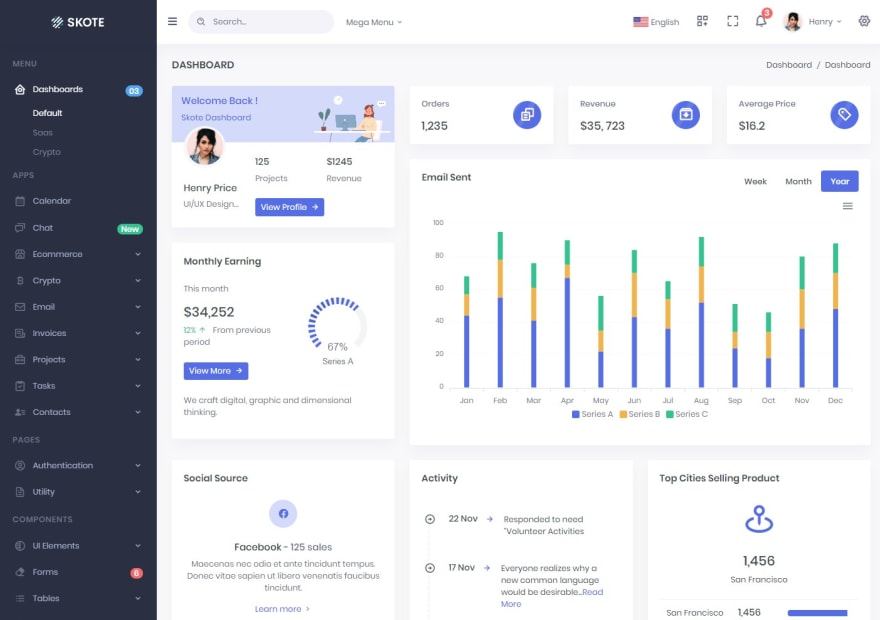 SKOTE
Search...
Mega Menu
English
3
Henry
MENU
Dashboards
03
Default
Saas
Crypto
APPS
Calendar
Chat
New
Ecommerce
Crypto
Email
Invoices
Projects
Tasks
Contacts
PAGES
Authentication
Utility
COMPONENTS
UI Elements
Forms
6
Tables
DASHBOARD
Dashboard / Dashboard
Welcome Back !
Skote Dashboard
125
$1245
Projects
Revenue
Henry Price
UI/UX Design...
View Profile
Orders
1,235
Revenue
$35, 723
Average Price
$16.2
Monthly Earning
This month
$34,252
12% From previous
period
67%
Series A
View More
We craft digital, graphic and dimensional
thinking.
Email Sent
Week
Month
Year
100
80
60
40
20
0
Jan Feb Mar Apr May Jun Jul Aug Sep Oct Nov Dec
Series A Series B Series C
Social Source
Facebook - 125 sales
Maecenas nec odio et ante tincidunt tempus.
Donec vitae sapien ut libero venenatis faucibus
tincidunt.
Learn more
Activity
22 Nov
Responded to need
"Volunteer Activities
17 Nov
Everyone realizes why a
new common language
would be desirable...Read
More
Top Cities Selling Product
1,456
San Francisco
San Francisco 1,456